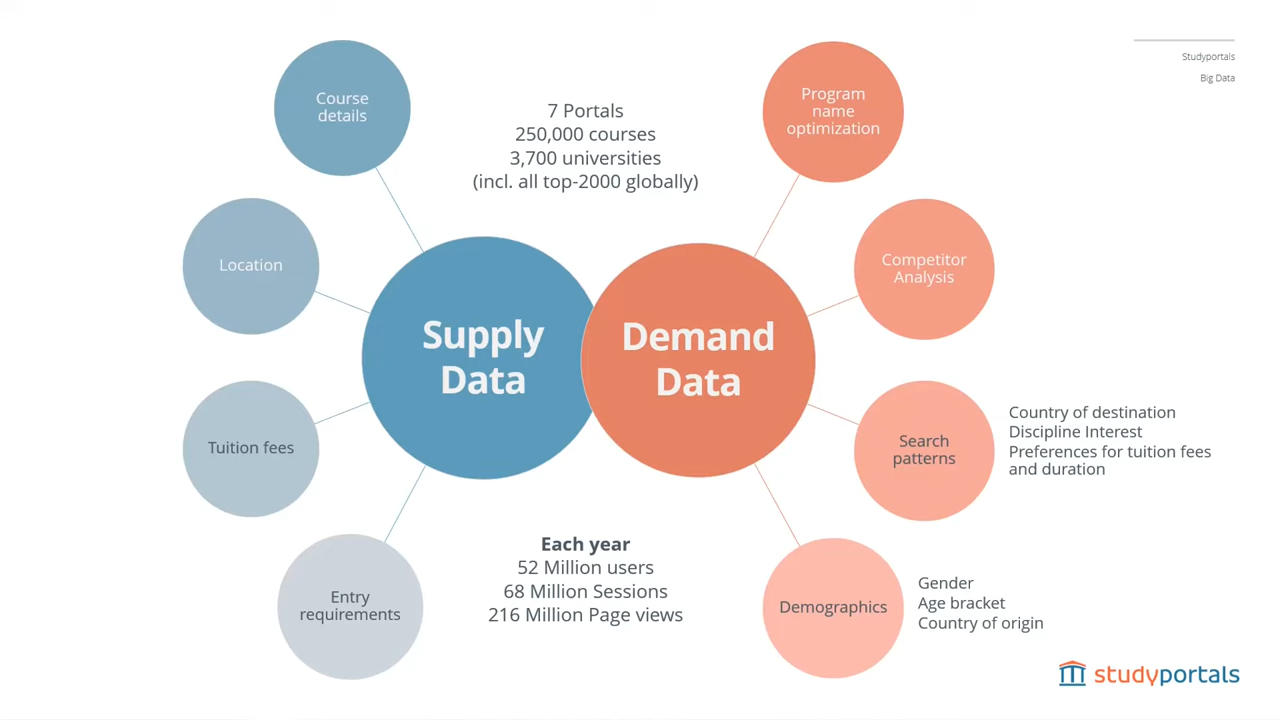 Studyportals
Big Data
Course
details
7 Portals
250,000 courses
3,700 universities
(incl. all top-2000 globally)
Program
name
optimization
Location
Competitor
Analysis
Supply
Data
Demand
Data
Tuition fees
Search
patterns
Country of destination
Discipline Interest
Preferences for tuition fees
and duration
Entry
requirements
Each year
52 Million users
68 Million Sessions
216 Million Page views
Demographics
Gender
Age bracket
Country of origin
studyportals